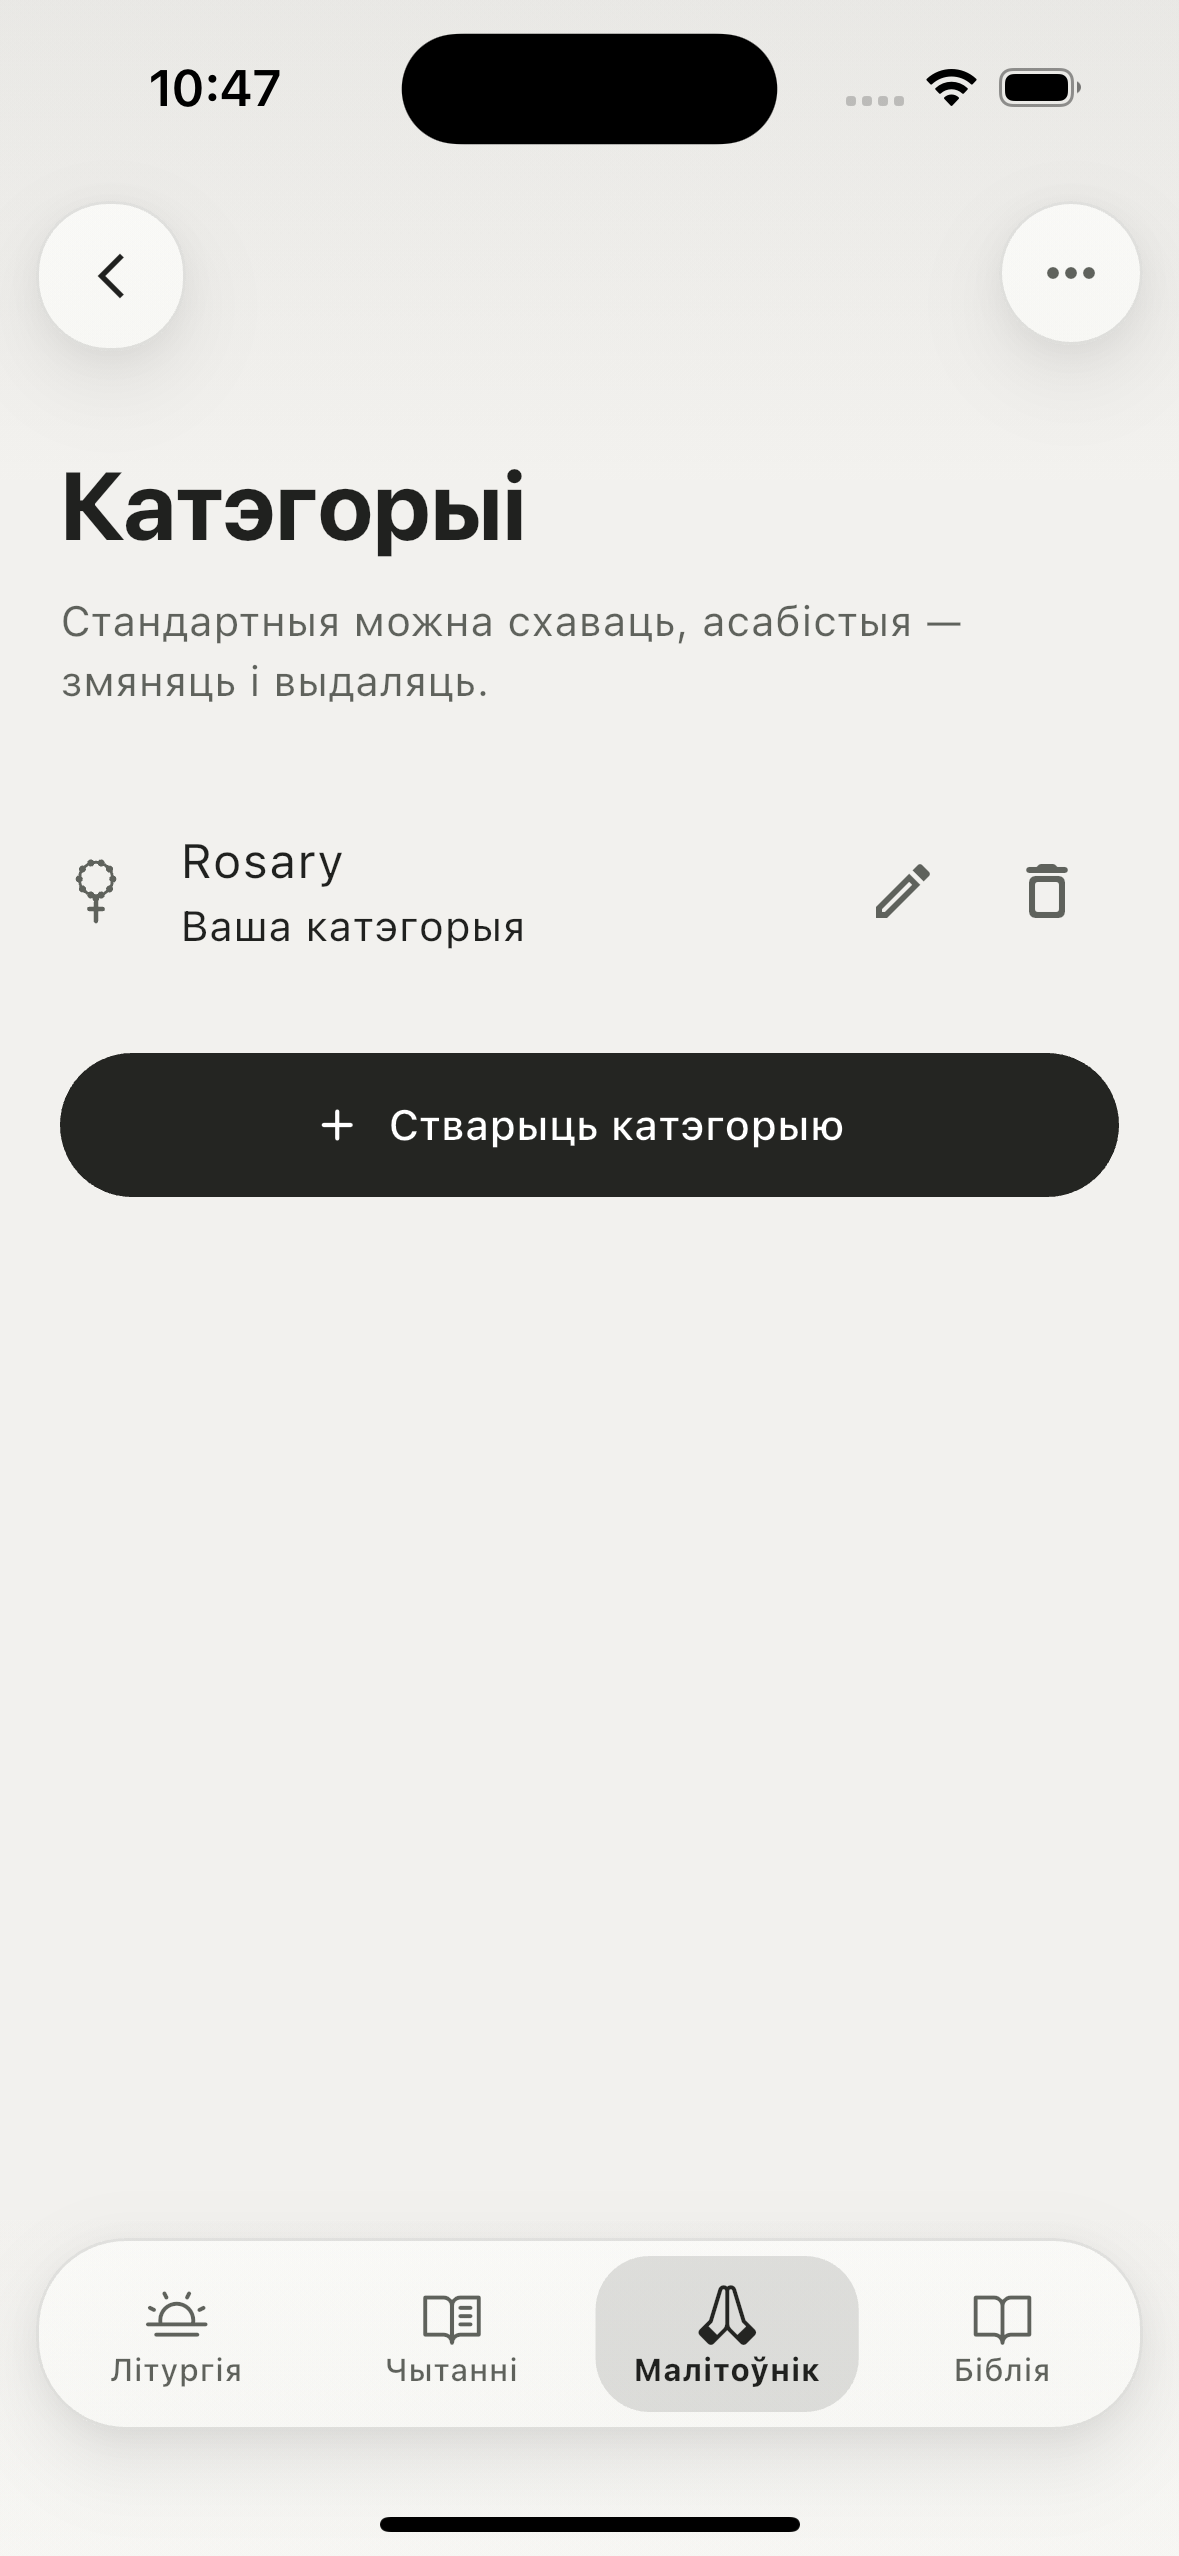 10:47
Катэгорыі
Стандартныя можна схаваць, асабістыя —
змяняць і выдаляць.
Rosary
Ваша катэгорыя
Стварыць катэгорыю
Літургія
Чытанні
Малітоўнік
Біблія